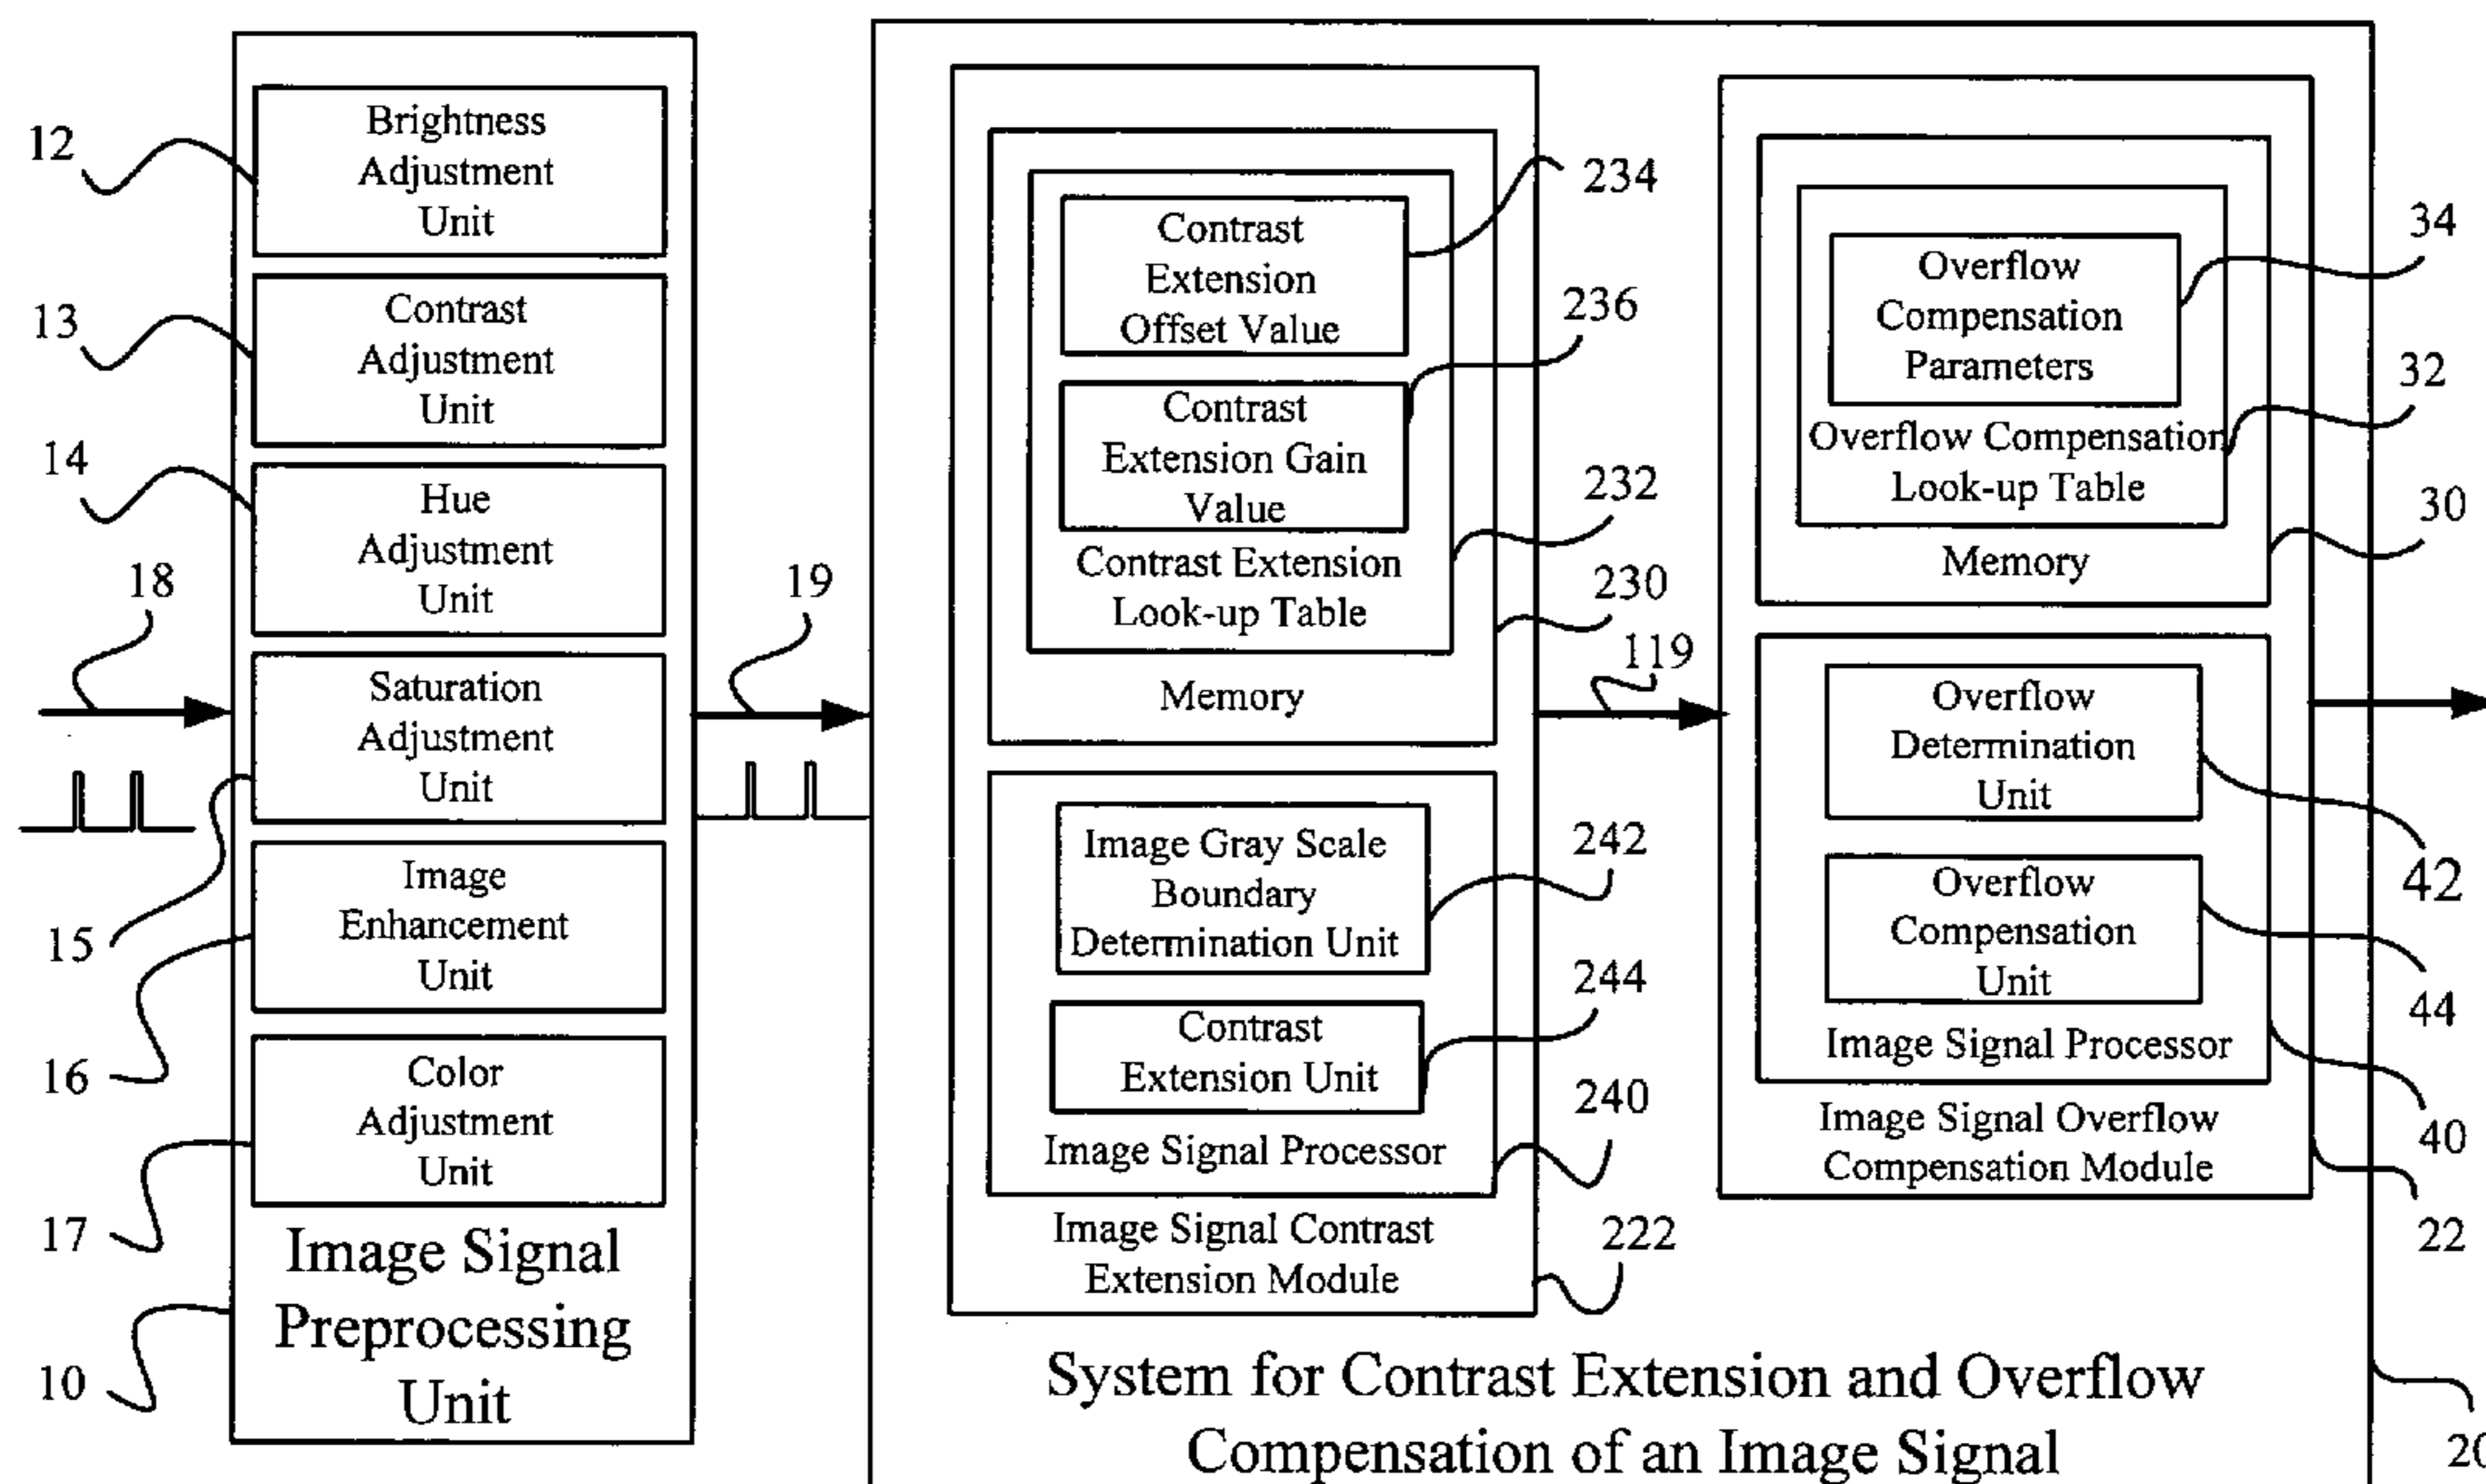 12
Brightness
Adjustment
Unit
13
Contrast
Adjustment
Unit
14
Hue
Adjustment
Unit
18
Saturation
Adjustment
Unit
15
Image
Enhancement
Unit
16
Color
Adjustment
Unit
17
Image Signal
Preprocessing
Unit
10
19
Contrast
Extension
Offset Value
234
Contrast
Extension Gain
Value
236
Contrast Extension
Look-up Table
232
Memory
230
Image Gray Scale
Boundary
Determination Unit
242
Contrast
Extension Unit
244
Image Signal Processor
240
Image Signal Contrast
Extension Module
222
119
Overflow
Compensation
Parameters
34
Overflow Compensation
Look-up Table
32
Memory
30
Overflow
Determination
Unit
42
Overflow
Compensation
Unit
44
Image Signal Processor
40
Image Signal Overflow
Compensation Module
22
System for Contrast Extension and Overflow
Compensation of an Image Signal
20